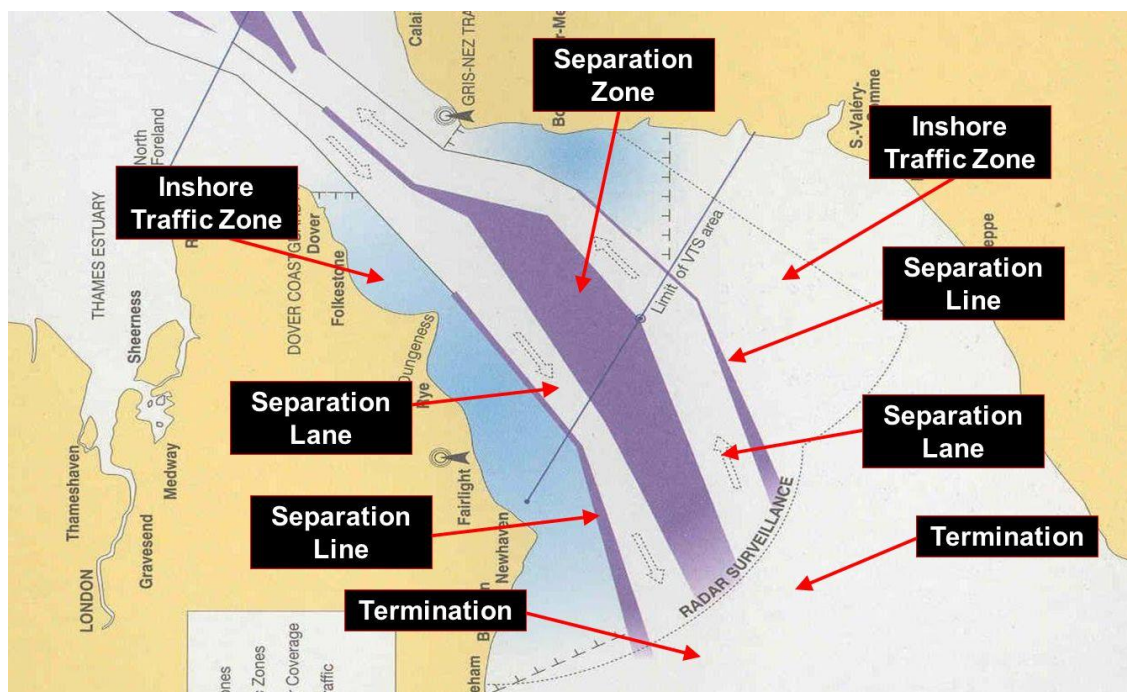 Separation
Zone
Inshore
Traffic Zone
Inshore
Traffic Zone
Separation
Line
Separation
Lane
Separation
Lane
Separation
Line
Termination
Termination
THAMES ESTUARY
North
Foreland
DOVER COASTGUARD
Dover
Folkestone
Dungeness
Rye
Fairlight
Newhaven
Sheerness
Medway
Thameshaven
Gravesend
LONDON
GRIS-NEZ TRA
Limit of VTS area
RADAR SURVEILLANCE
S.-Valéry-